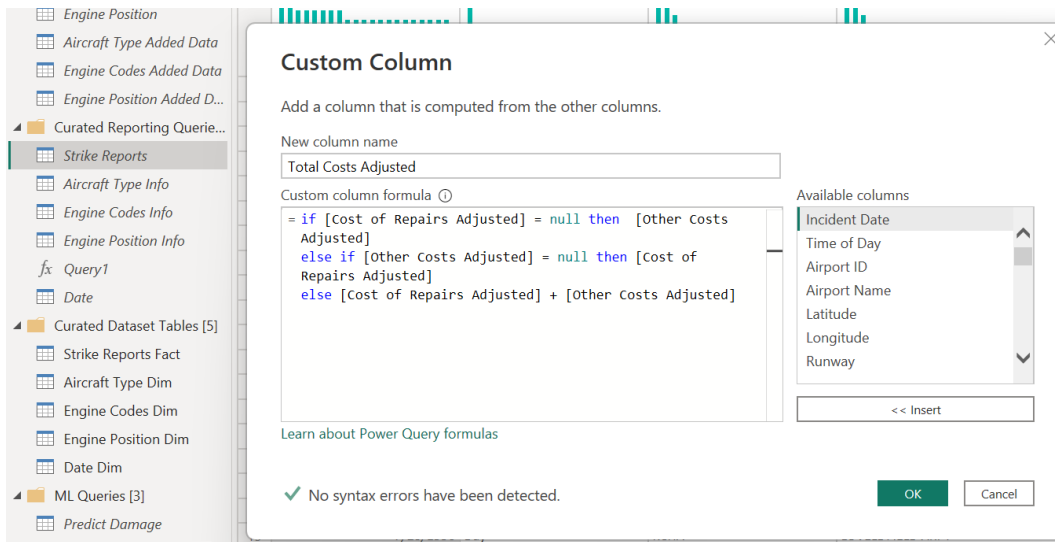 Engine Position
Aircraft Type Added Data
Engine Codes Added Data
Engine Position Added D...
Curated Reporting Querie...
Strike Reports
Aircraft Type Info
Engine Codes Info
Engine Position Info
fx Query1
Date
Curated Dataset Tables [5]
Strike Reports Fact
Aircraft Type Dim
Engine Codes Dim
Engine Position Dim
Date Dim
ML Queries [3]
Predict Damage
Custom Column
Add a column that is computed from the other columns.
New column name
Total Costs Adjusted
Custom column formula
= if [Cost of Repairs Adjusted] = null then  [Other Costs
Adjusted]
else if [Other Costs Adjusted] = null then [Cost of
Repairs Adjusted]
else [Cost of Repairs Adjusted] + [Other Costs Adjusted]
Available columns
Incident Date
Time of Day
Airport ID
Airport Name
Latitude
Longitude
Runway
<< Insert
Learn about Power Query formulas
No syntax errors have been detected.
OK
Cancel